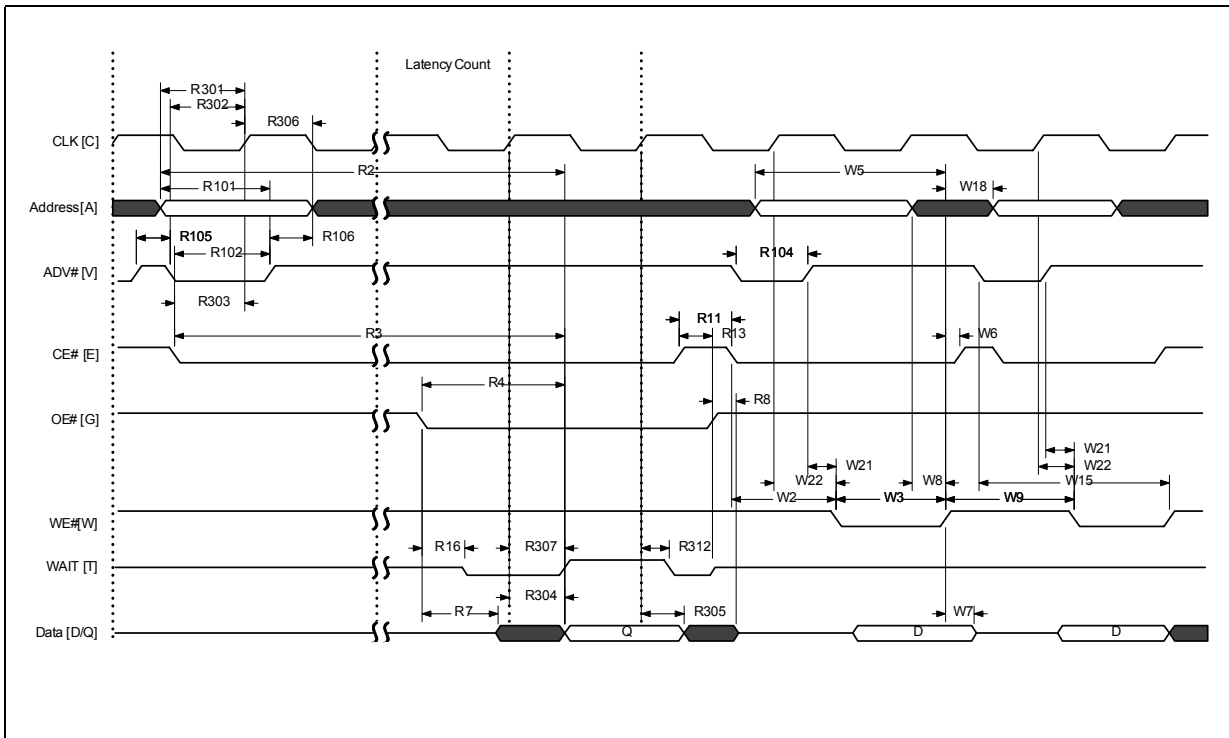 Latency Count
R301
R302
R306
CLK [C]
R2
W5
R101
W18
Address [A]
R105
R102
R106
R104
ADV# [V]
R303
R11
R3
R13
W6
CE# [E]
R4
R8
OE# [G]
W21
W21
W22
W22
W8
W15
W2
W3
W9
WE# [W]
R16
R307
R312
WAIT [T]
R304
R7
R305
W7
Data [D/Q]
Q
D
D